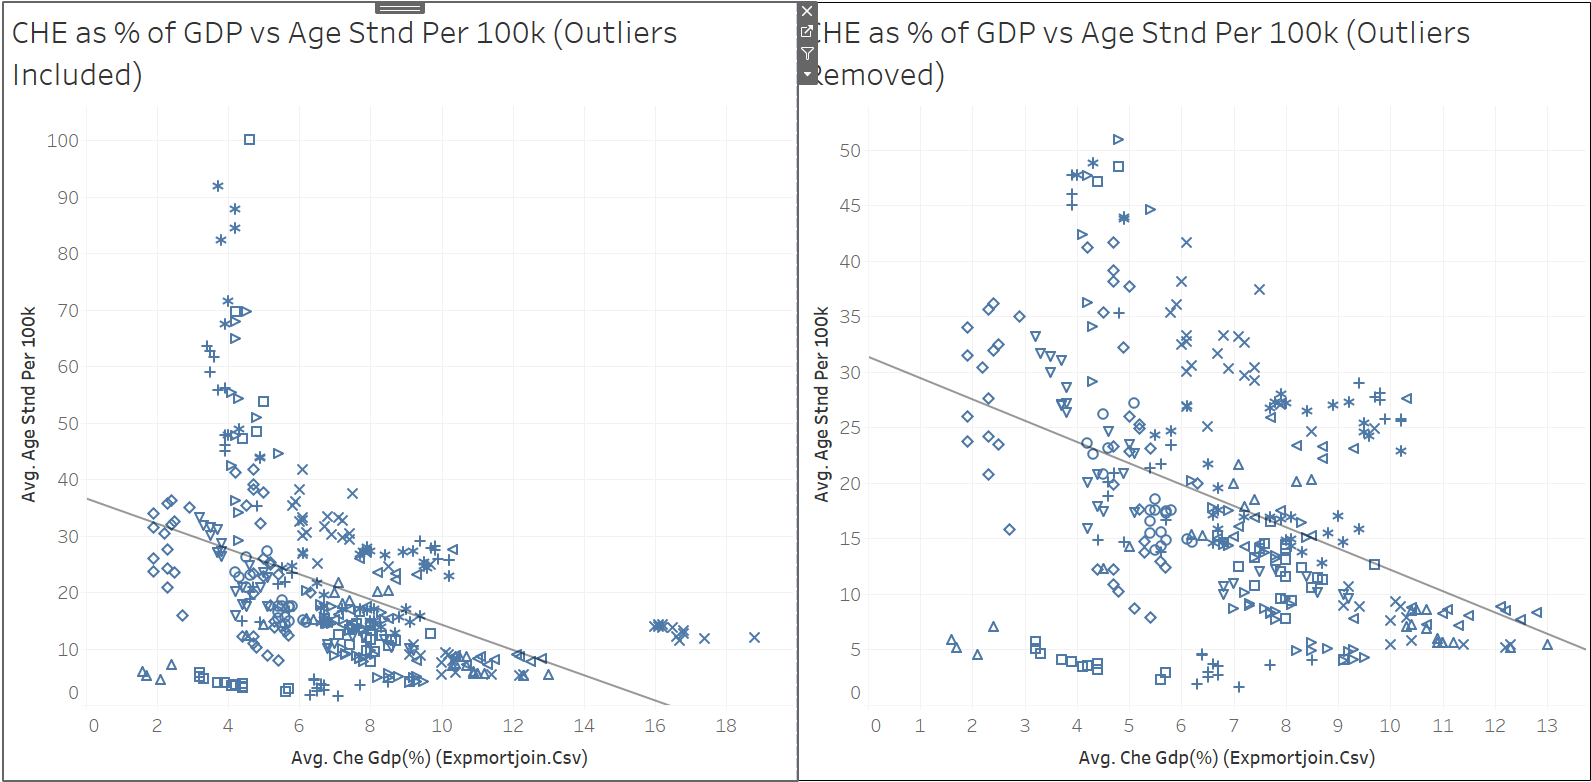 CHE as % of GDP vs Age Stnd Per 100k (Outliers
Included)
100
90
80
70
60
50
40
30
20
10
0
Avg. Age Stnd Per 100k
0 2 4 6 8 10 12 14 16 18
Avg. Che Gdp(%) (Expmortjoin.Csv)
CHE as % of GDP vs Age Stnd Per 100k (Outliers
Removed)
50
45
40
35
30
25
20
15
10
5
0
Avg. Age Stnd Per 100k
0 1 2 3 4 5 6 7 8 9 10 11 12 13
Avg. Che Gdp(%) (Expmortjoin.Csv)